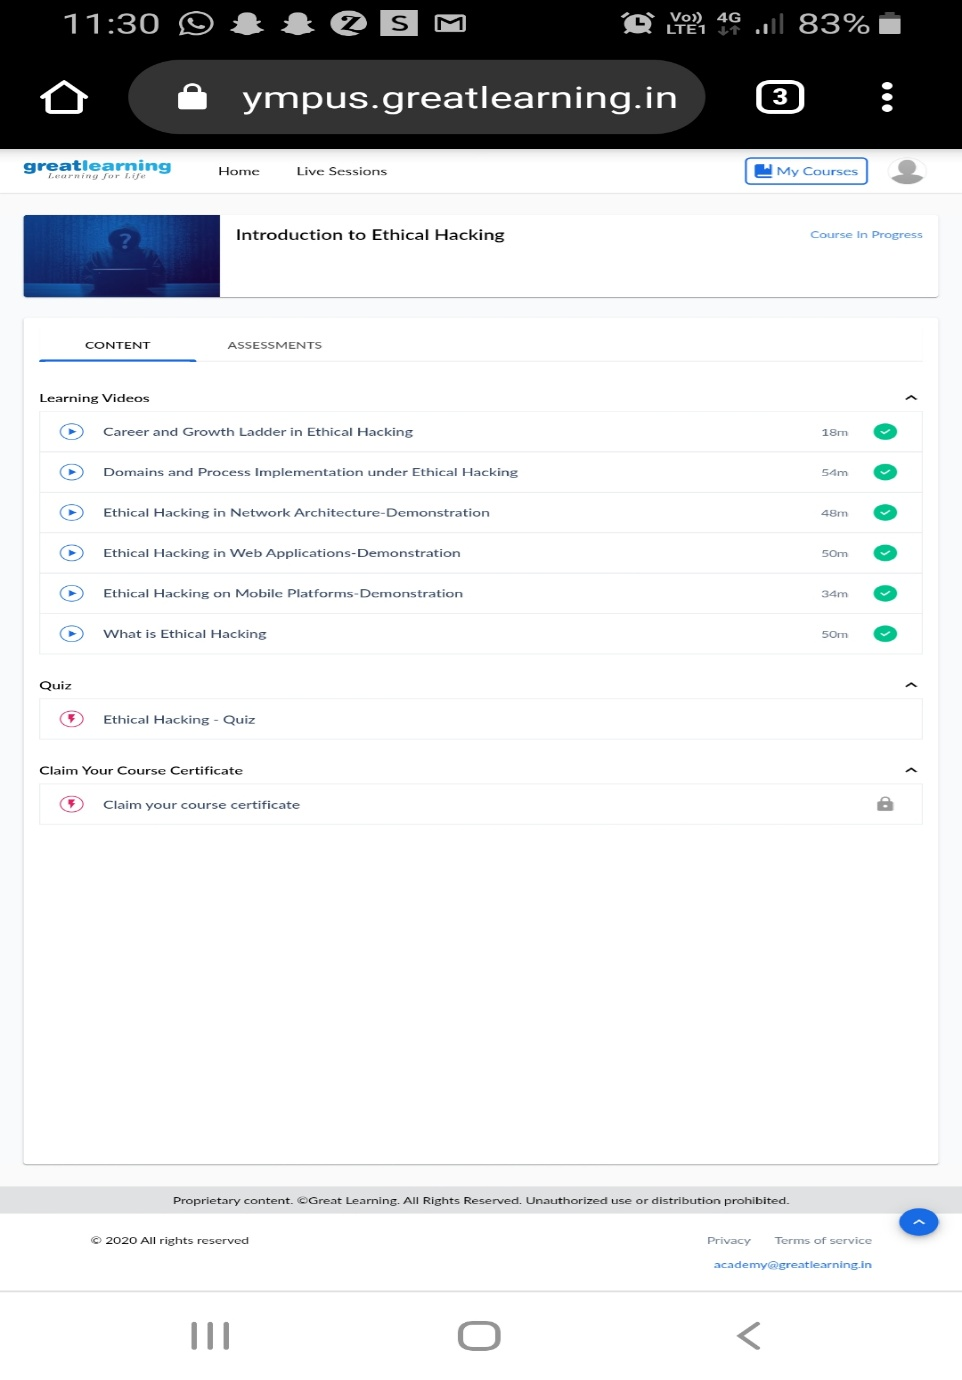 11:30 S M Vo)) LTE1 4G 83%
ympus.greatlearning.in 3
greatlearning
Learning for Life
Home Live Sessions My Courses
Introduction to Ethical Hacking Course In Progress
?
CONTENT ASSESSMENTS
Learning Videos
Career and Growth Ladder in Ethical Hacking 18m
Domains and Process Implementation under Ethical Hacking 54m
Ethical Hacking in Network Architecture-Demonstration 48m
Ethical Hacking in Web Applications-Demonstration 50m
Ethical Hacking on Mobile Platforms-Demonstration 34m
What is Ethical Hacking 50m
Quiz
Ethical Hacking - Quiz
Claim Your Course Certificate
Claim your course certificate
Proprietary content. ©Great Learning. All Rights Reserved. Unauthorized use or distribution prohibited.
© 2020 All rights reserved Privacy Terms of service
academy@greatlearning.in